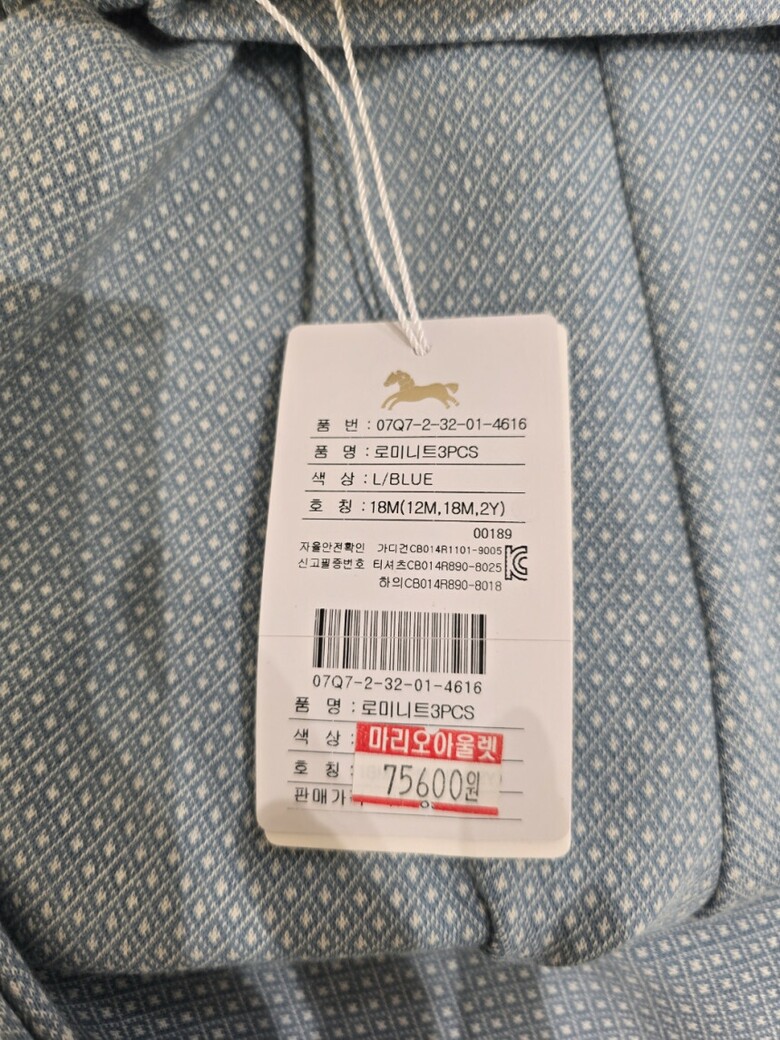 품 번 : 07Q7-2-32-01-4616
품 명 : 로미니트3PCS
색 상 : L/BLUE
호 칭 : 18M(12M,18M,2Y)
00189
자율안전확인 가디건CB014R1101-9005
신고필증번호 티셔츠CB014R890-8025
하의CB014R890-8018
07Q7-2-32-01-4616
품 명 : 로미니트3PCS
색 상 : 마리오아울렛
호 칭 : 75600원
판매가